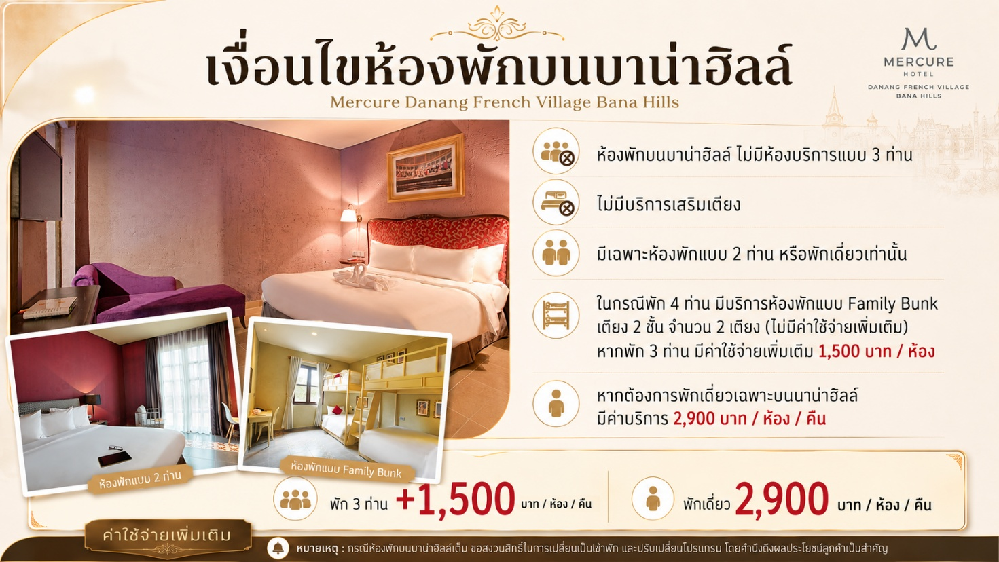 เงื่อนไขห้องพักบนบาน่าฮิลล์
Mercure Danang French Village Bana Hills
M
MERCURE
HOTEL
DANANG FRENCH VILLAGE
BANA HILLS
ห้องพักบนบาน่าฮิลล์ ไม่มีห้องบริการแบบ 3 ท่าน
ไม่มีบริการเสริมเตียง
มีเฉพาะห้องพักแบบ 2 ท่าน หรือพักเดี่ยวเท่านั้น
ในกรณีพัก 4 ท่าน มีบริการห้องพักแบบ Family Bunk
เตียง 2 ชั้น จำนวน 2 เตียง (ไม่มีค่าใช้จ่ายเพิ่มเติม)
หากพัก 3 ท่าน มีค่าใช้จ่ายเพิ่มเติม 1,500 บาท / ห้อง
หากต้องการพักเดี่ยวเฉพาะบนนาน่าฮิลล์
มีค่าบริการ 2,900 บาท / ห้อง / คืน
ห้องพักแบบ 2 ท่าน
ห้องพักแบบ Family Bunk
พัก 3 ท่าน +1,500 บาท / ห้อง / คืน
พักเดี่ยว 2,900 บาท / ห้อง / คืน
ค่าใช้จ่ายเพิ่มเติม
หมายเหตุ : กรณีห้องพักบนบาน่าฮิลล์เต็ม ขอสงวนสิทธิ์ในการเปลี่ยนเป็นเข้าพัก และปรับเปลี่ยนโปรแกรม โดยคำนึงถึงผลประโยชน์ลูกค้าเป็นสำคัญ